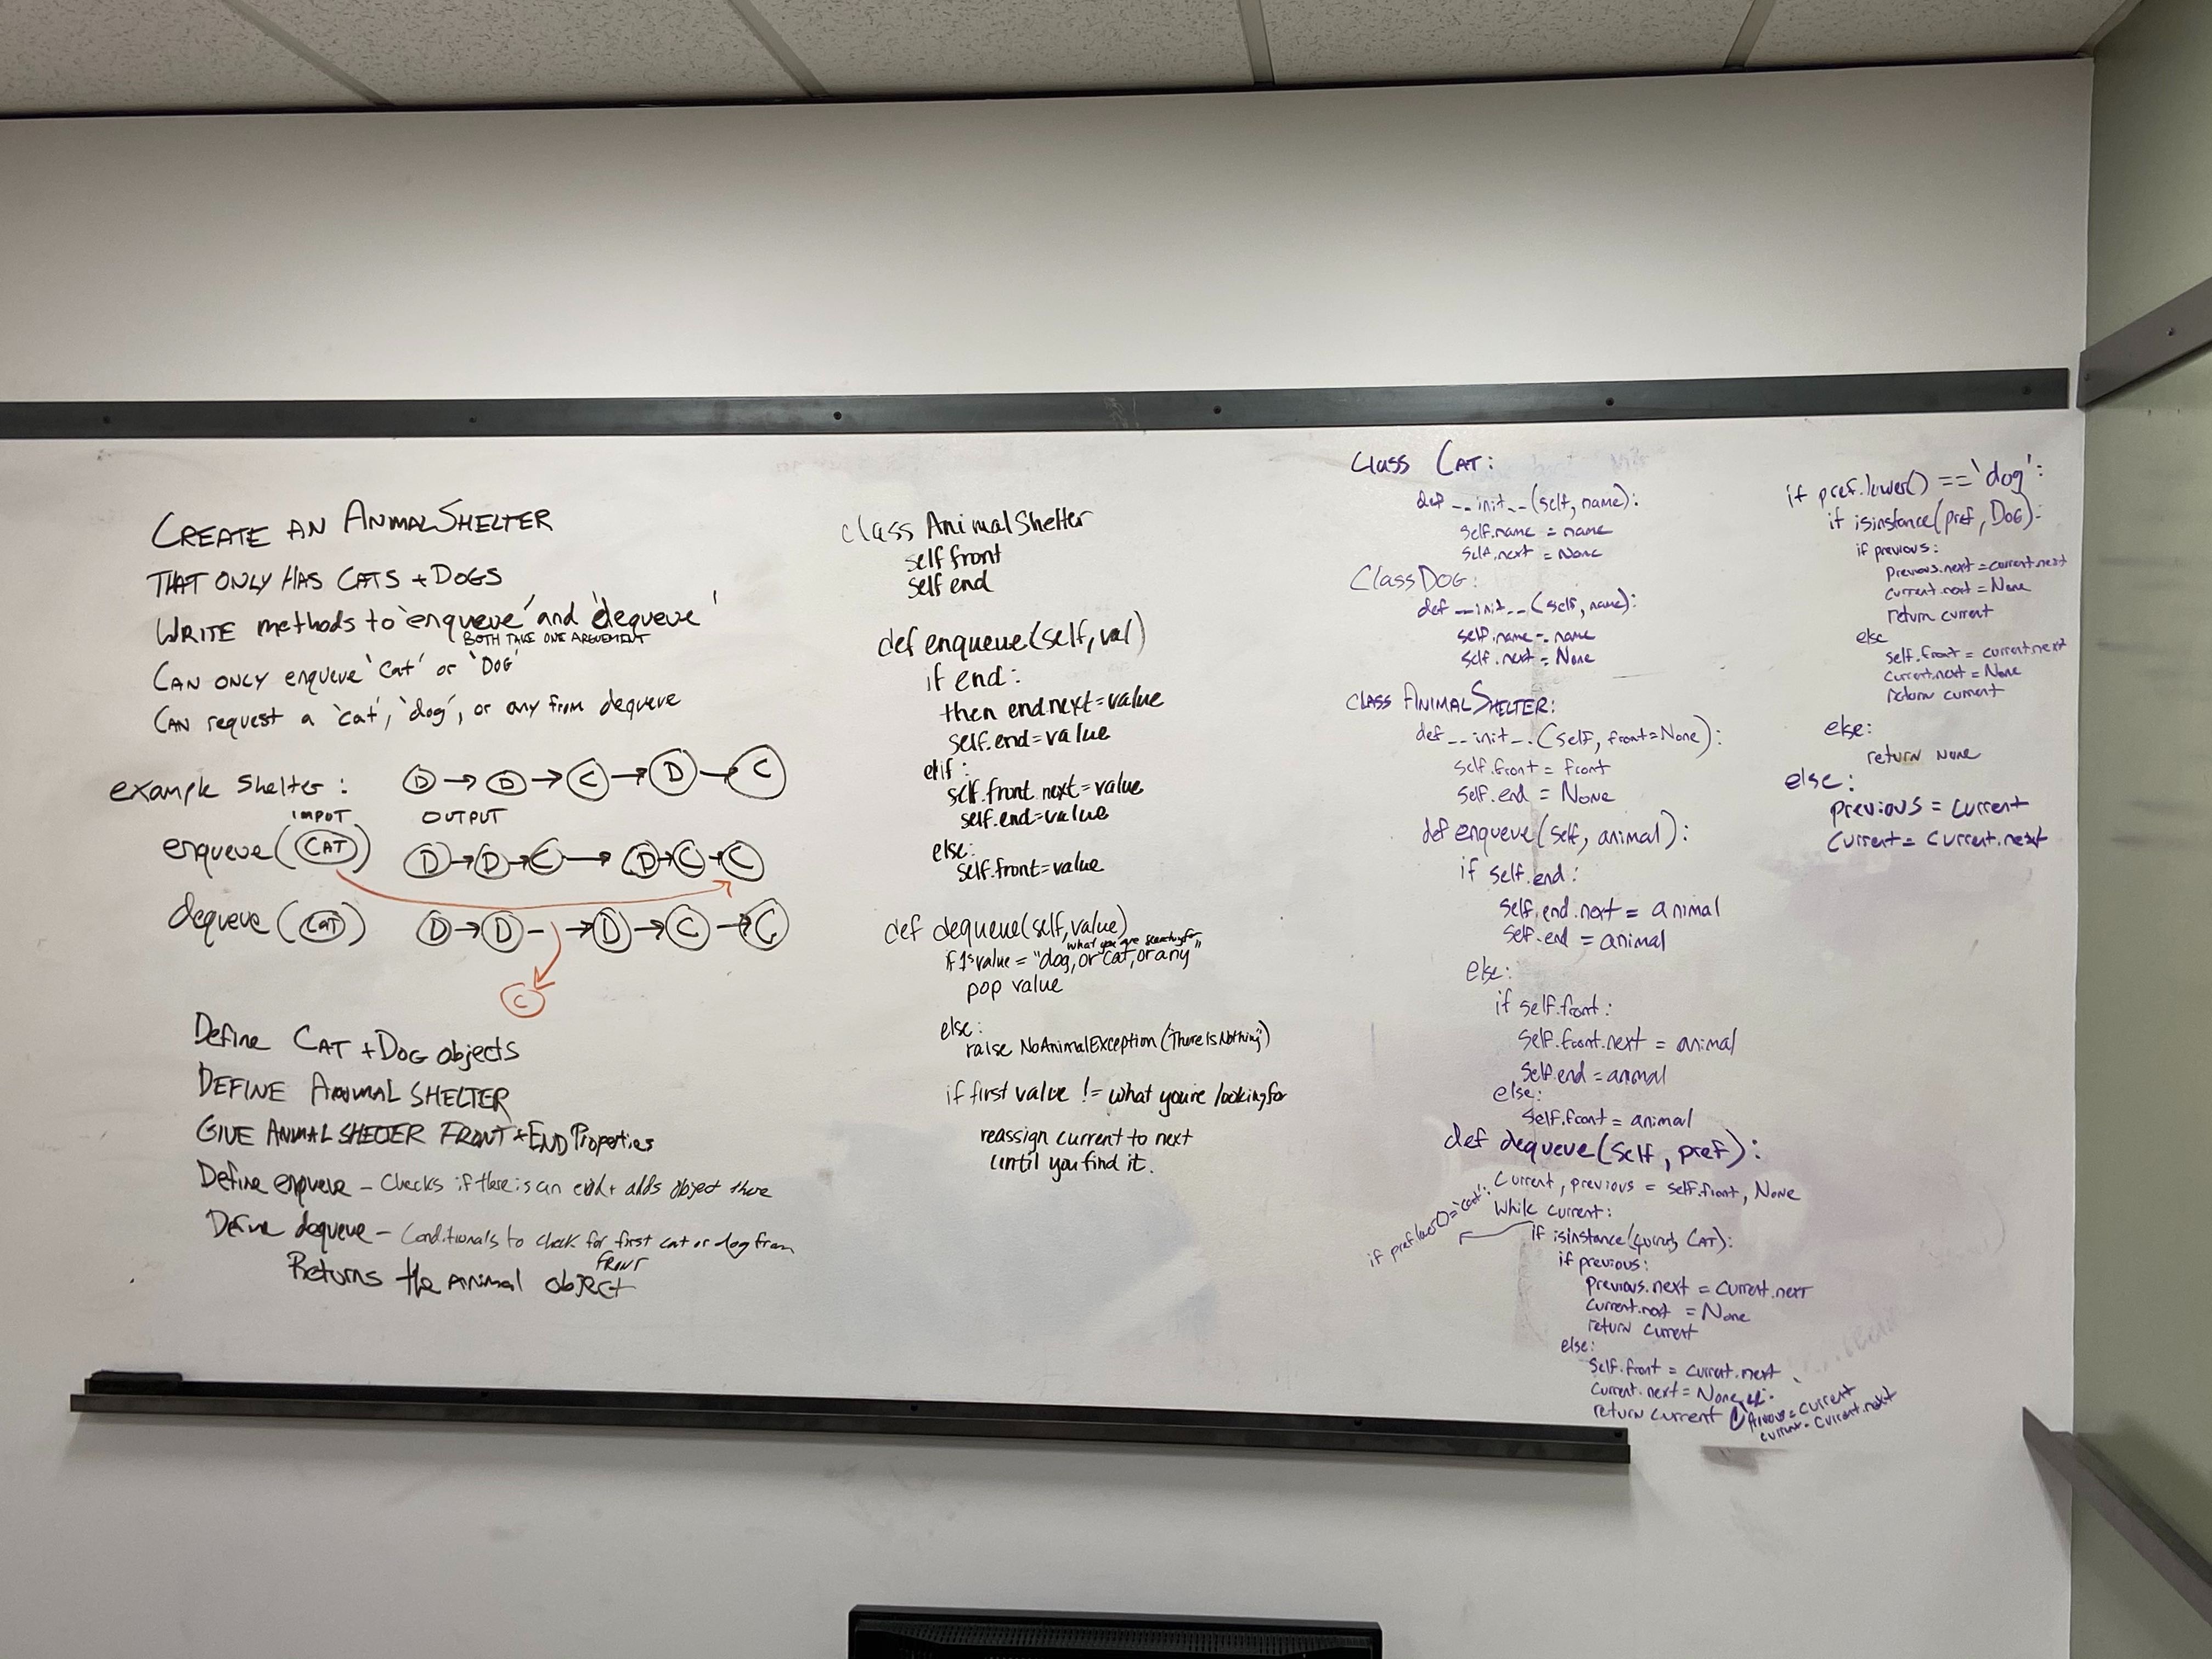 CREATE AN ANIMALSHELTER
THAT ONLY HAS CATS + DOGS
WRITE methods to 'enqueue' and 'dequeue'
BOTH TAKE ONE ARGUEMENT
CAN ONLY enqueue 'cat' or 'DOG'
CAN request a 'cat', 'dog', or any from dequeue
example shelter:
D → D → C → D → C
INPUT
OUTPUT
enqueue(CAT)
D → D → C → D → C → C
dequeue(CAT)
D → D - → D → C → C
C
Define CAT + DOG objects
DEFINE ANIMAL SHELTER
GIVE ANIMAL SHELTER FRONT + END Properties
Define enqueue - Checks if there is an end + adds object there
Define dequeue - Conditionals to check for first cat or dog from
FRONT
Returns the animal object
class AnimalShelter
self front
self end
def enqueue(self, val)
if end:
then end.next = value
self.end = value
elif:
self.front.next = value
self.end = value
else:
self.front = value
def dequeue(self, value)
what you are searching for
if 1st value = "dog, or cat, or any"
pop value
else:
raise NoAnimalException("There Is Nothing")
if first value != what you're looking for
reassign current to next
until you find it.
Class CAT:
def __init__(self, name):
self.name = name
self.next = None
Class DOG:
def __init__(self, name):
self.name = name
self.next = None
class ANIMALSHELTER:
def __init__(self, front=None):
self.front = front
self.end = None
def enqueue(self, animal):
if self.end:
self.end.next = animal
self.end = animal
else:
if self.front:
self.front.next = animal
self.end = animal
else:
self.front = animal
def dequeue(self, pref):
Current, previous = self.front, None
While current:
if pref.lower() = 'cat':
if isinstance(current, CAT):
if previous:
previous.next = current.next
current.next = None
return current
else:
self.front = current.next
current.next = None
return current
previous = current
current = current.next
if pref.lower() == 'dog':
if isinstance(pref, DOG):
if previous:
previous.next = current.next
current.next = None
return current
else
self.front = current.next
current.next = None
return current
else:
return None
else:
previous = current
current = current.next